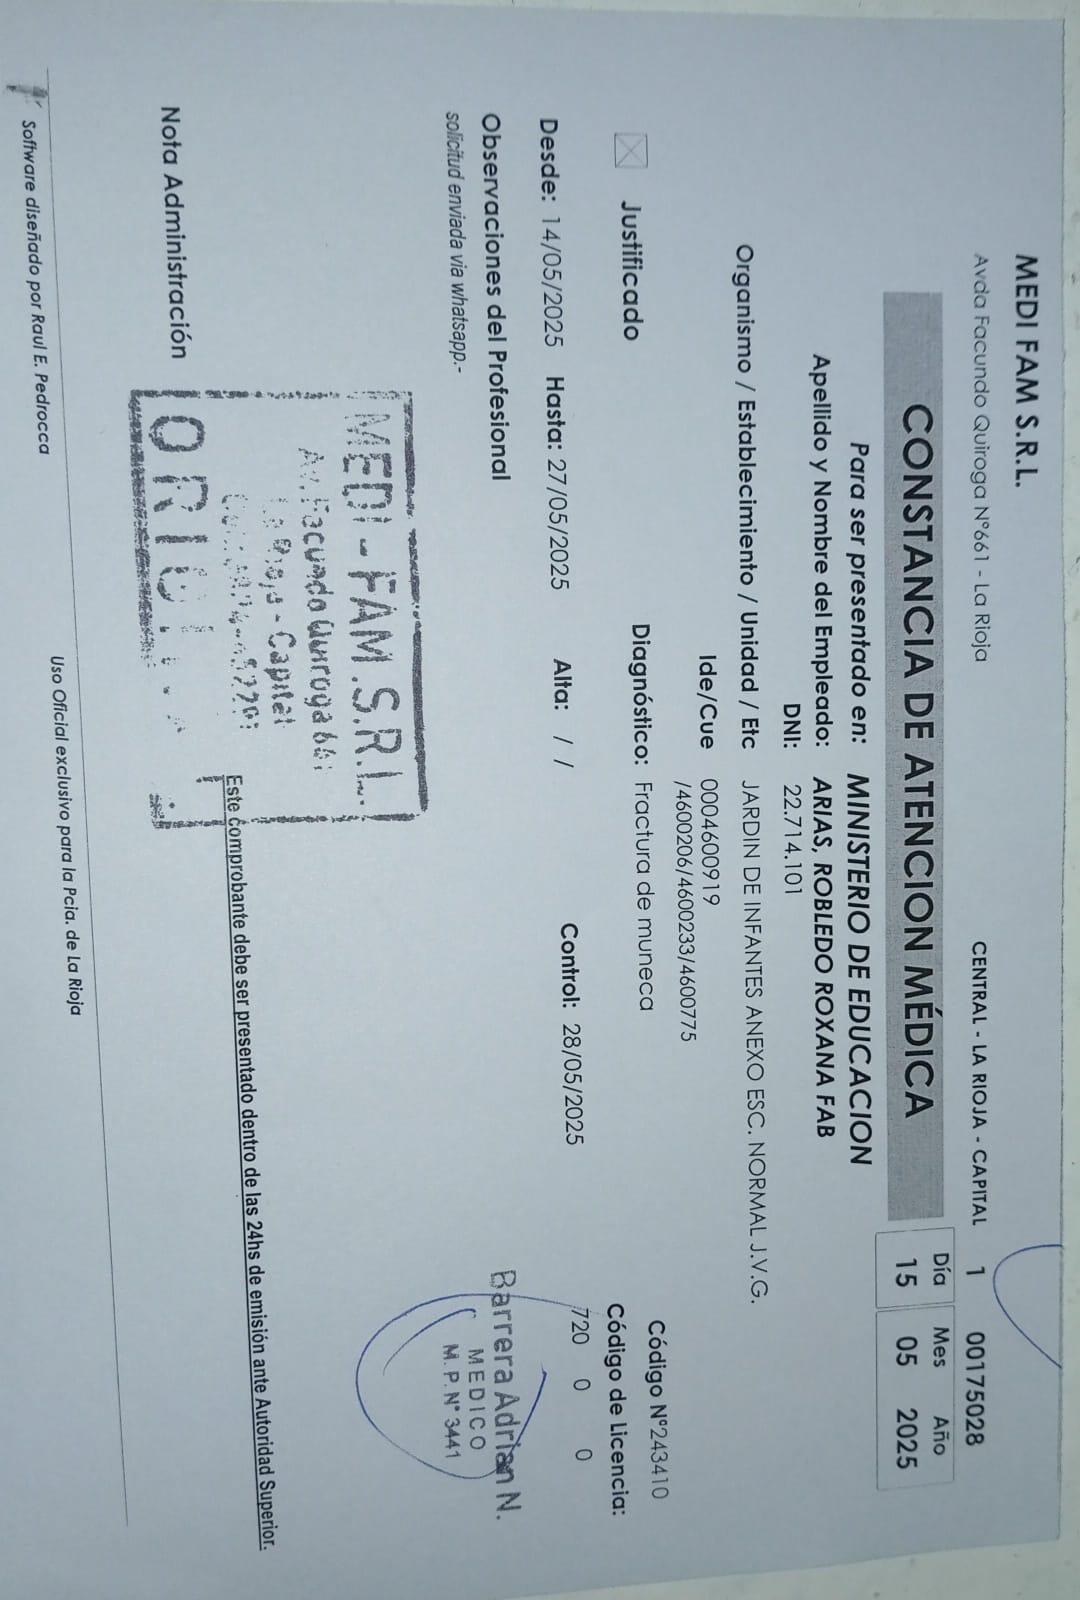 MEDI FAM S.R.L.
Avda Facundo Quiroga N°661 - La Rioja
CENTRAL - LA RIOJA - CAPITAL 1 00175028
CONSTANCIA DE ATENCION MÉDICA
Día Mes Año
15 05 2025
Para ser presentado en: MINISTERIO DE EDUCACION
Apellido y Nombre del Empleado: ARIAS, ROBLEDO ROXANA FAB
DNI: 22.714.101
Organismo / Establecimiento / Unidad / Etc JARDIN DE INFANTES ANEXO ESC. NORMAL J.V.G.
Ide/Cue 0004600919
/4600206/4600233/4600775
Código N°243410
Justificado
Diagnóstico: Fractura de muneca
Código de Licencia:
720 0 0
Desde: 14/05/2025 Hasta: 27/05/2025 Alta: / / Control: 28/05/2025
Observaciones del Profesional
solicitud enviada via whatsapp.-
Barrera Adrian N.
MEDICO
M.P. N° 3441
MEDI-FAM.S.R.L.
Av. Facundo Quiroga 661
Rioja - Capital
Este comprobante debe ser presentado dentro de las 24hs de emisión ante Autoridad Superior.
Nota Administración
Software diseñado por Raul E. Pedrocca
Uso Oficial exclusivo para la Pcia. de La Rioja